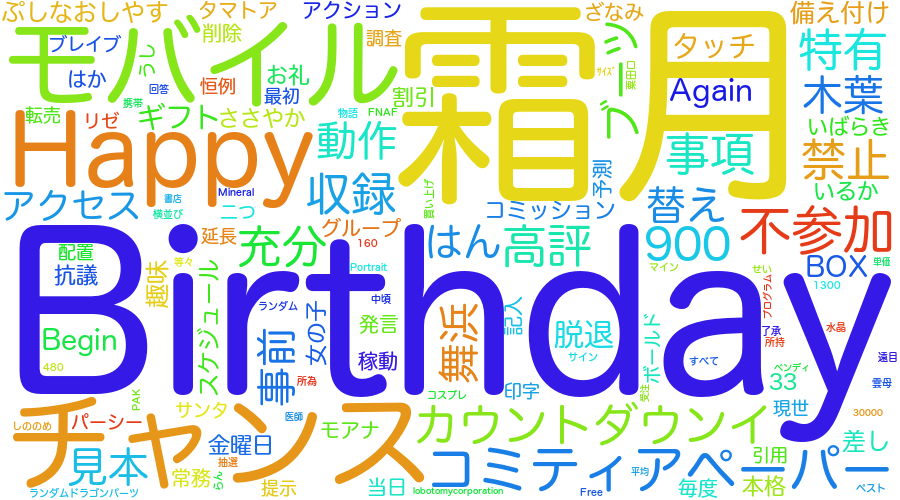 ぷしなおしやす タマトア アクション ざなみ 備え付け
モバイル 霜月 ブーツ タッチ 特有
ブレイブ うし 削除 調査 サイズ 東田口
はか 回答 恒例 お礼 最初 割引 Again 木葉
転売 携帯 ギフト ささやか 物語 FNAF いばらき
Happy リゼ 動作 事項 禁止
Mineral 収録 買い上げ 予測 いるか
アクセス 書店 横並び 二つ コミッション 替え 不参加
配置 延長 充分 グループ 160 はん 高評 900
抗議 趣味 等々 Portrait マイン せい BOX 単価
Birthday
スケジュール ランダム 中頃 記入 プログラム 1300
Begin 事前 女の子 発言 舞浜 脱退 サイン ボールド 了承 所持 水晶
480 稼動 すべて ベンディ 遠目
所為 コスプレ 印字 受注 33 雲母
チャンス PAK サンタ 医師 カウントダウンイ 現世 30000
しののめ パーシー 金曜日 モアナ 差し
見本 抽選 コミティアペーパー 引用
常務 らん 提示 当日 平均 毎度 本格 ペスト
ランダムドラゴンパーツ lobotomycorporation Free